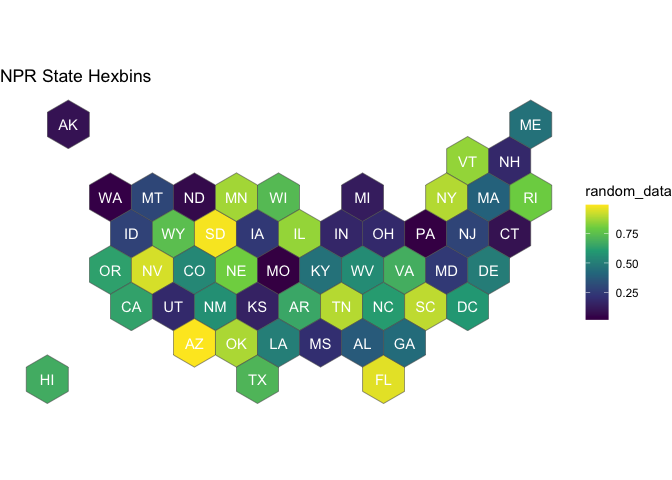 NPR State Hexbins
AK ME
VT NH
WA MT ND MN WI MI NY MA RI
ID WY SD IA IL IN OH PA NJ CT
OR NV CO NE MO KY WV VA MD DE
CA UT NM KS AR TN NC SC DC
AZ OK LA MS AL GA
HI TX FL
random_data
0.75
0.50
0.25